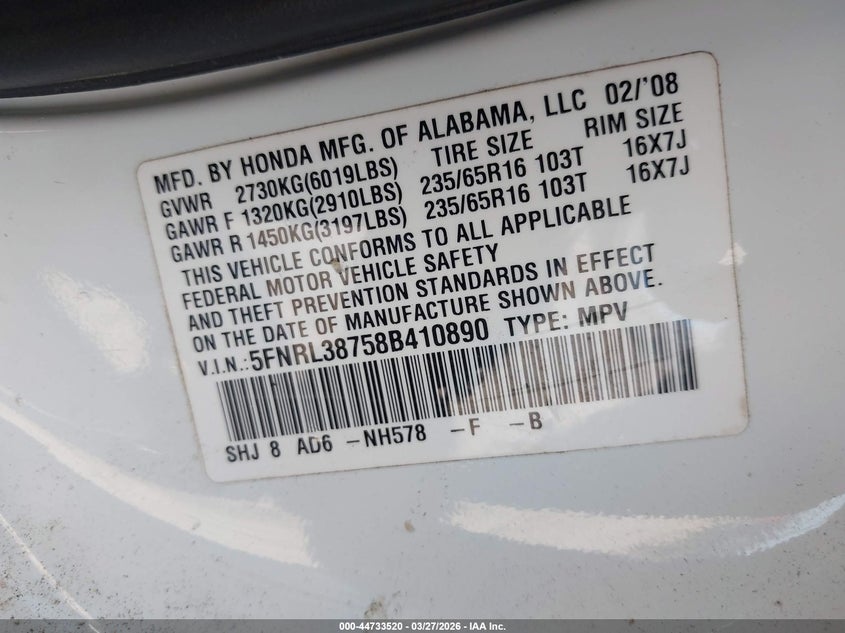 MFD. BY HONDA MFG. OF ALABAMA, LLC 02/'08
GVWR 2730KG(6019LBS) TIRE SIZE RIM SIZE
GAWR F 1320KG(2910LBS) 235/65R16 103T 16X7J
GAWR R 1450KG(3197LBS) 235/65R16 103T 16X7J
THIS VEHICLE CONFORMS TO ALL APPLICABLE
FEDERAL MOTOR VEHICLE SAFETY
AND THEFT PREVENTION STANDARDS IN EFFECT
ON THE DATE OF MANUFACTURE SHOWN ABOVE.
V.I.N.: 5FNRL38758B410890 TYPE: MPV
SHJ 8 AD6 -NH578 -F -B
000-44733520 | 03/27/2026 - IAA Inc.